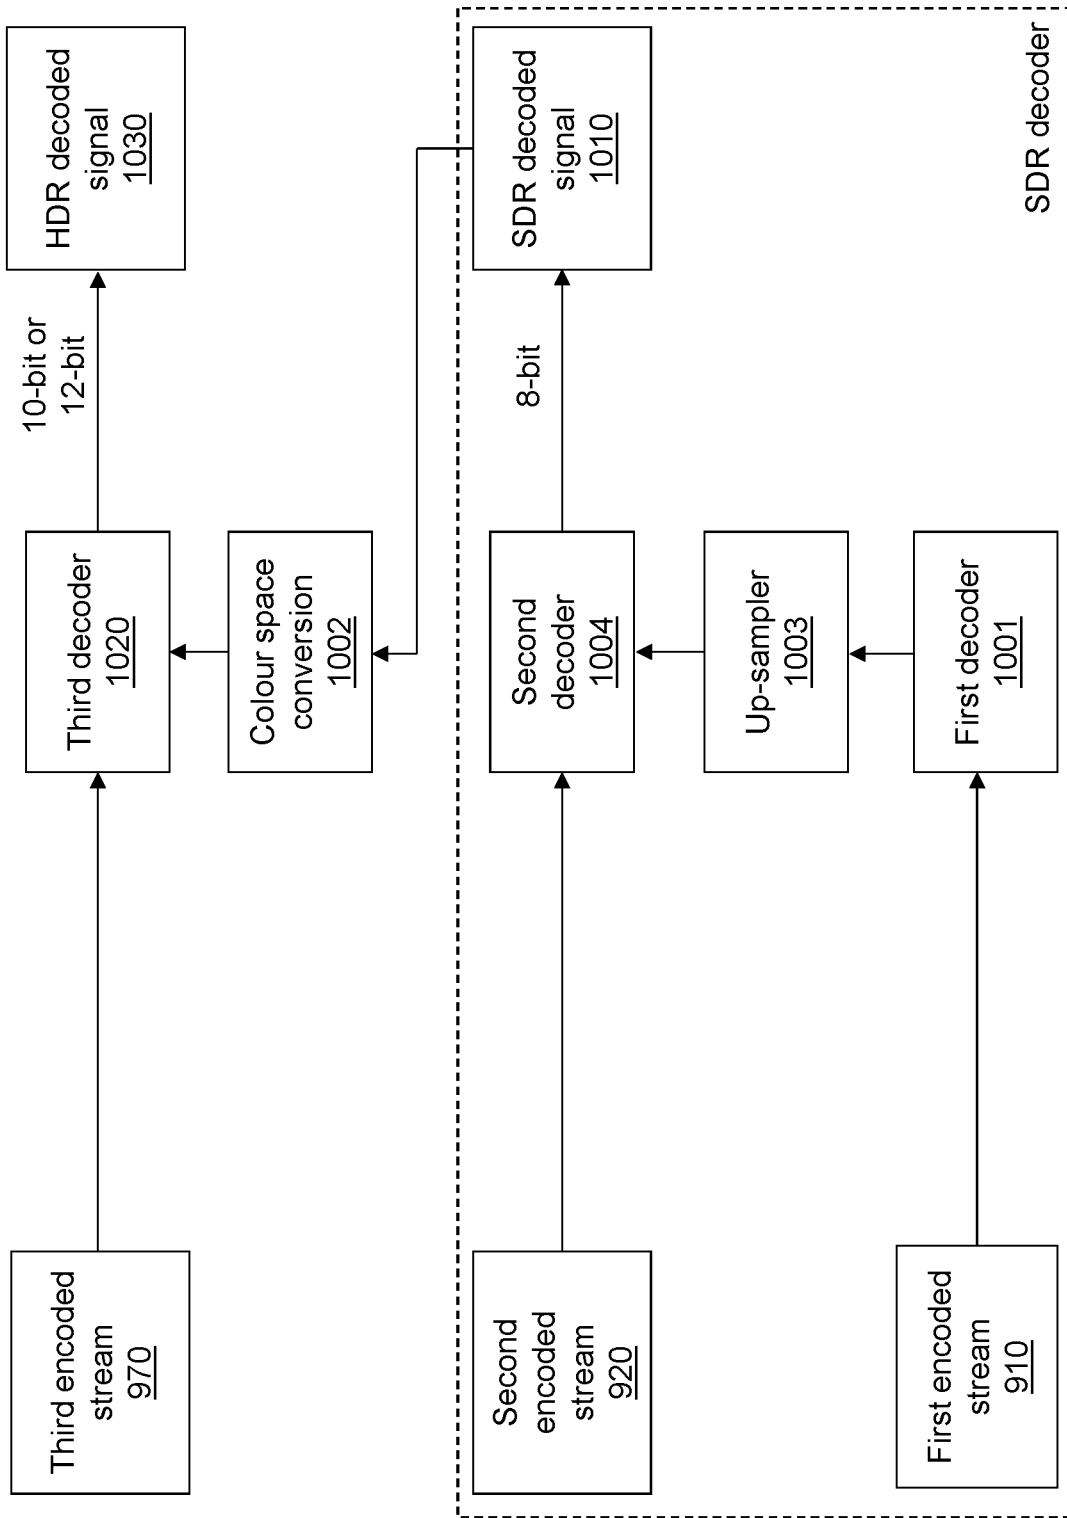 Third encoded
stream
970
Third decoder
1020
10-bit or
12-bit
HDR decoded
signal
1030
Colour space
conversion
1002
Second
encoded
stream
920
Second
decoder
1004
8-bit
SDR decoded
signal
1010
Up-sampler
1003
First encoded
stream
910
First decoder
1001
SDR decoder